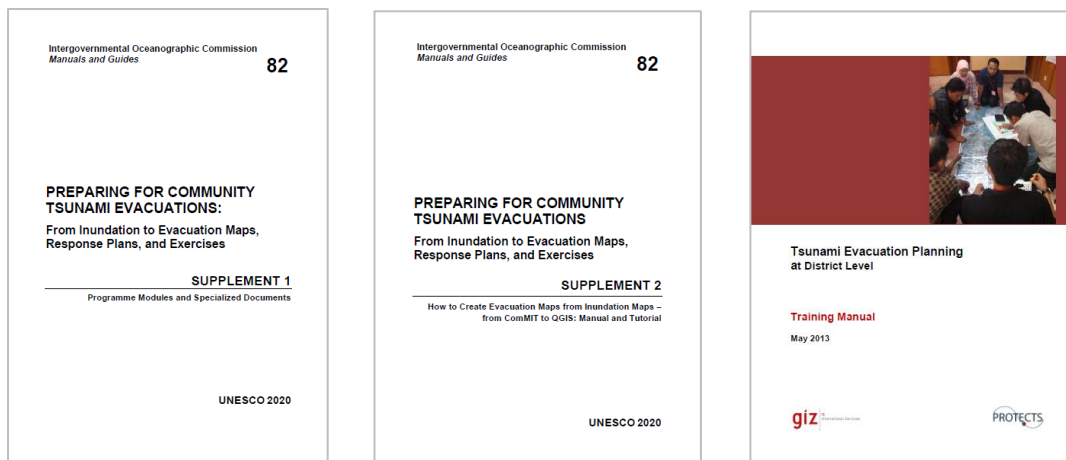 Intergovernmental Oceanographic Commission
Manuals and Guides
82
PREPARING FOR COMMUNITY
TSUNAMI EVACUATIONS:
From Inundation to Evacuation Maps,
Response Plans, and Exercises
SUPPLEMENT 1
Programme Modules and Specialized Documents
UNESCO 2020
Intergovernmental Oceanographic Commission
Manuals and Guides
82
PREPARING FOR COMMUNITY
TSUNAMI EVACUATIONS
From Inundation to Evacuation Maps,
Response Plans, and Exercises
SUPPLEMENT 2
How to Create Evacuation Maps from Inundation Maps –
from ComMIT to QGIS: Manual and Tutorial
UNESCO 2020
Tsunami Evacuation Planning
at District Level
Training Manual
May 2013
giz
International Services
PROTECTS